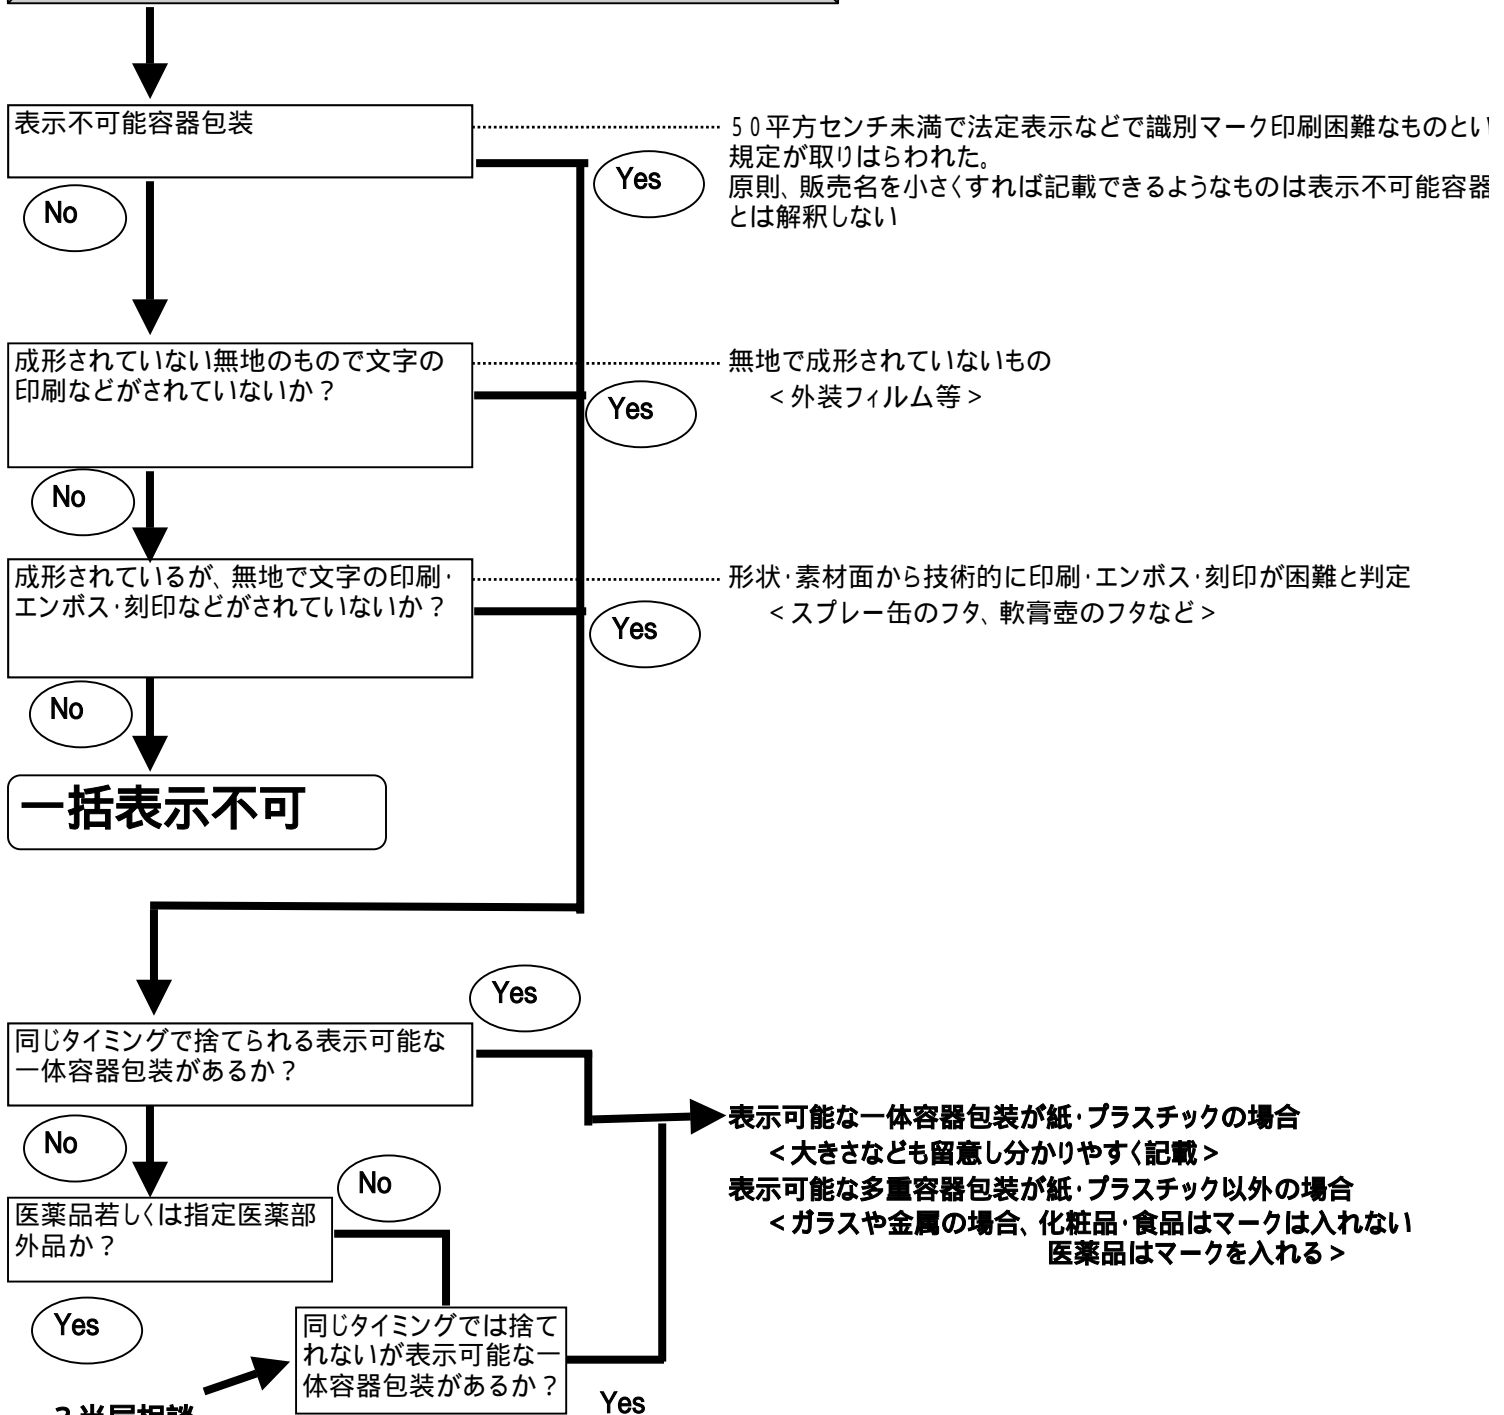 表示不可能容器包装
50平方センチ未満で法定表示などで識別マーク印刷困難なものとい
規定が取りはらわれた。
原則、販売名を小さくすれば記載できるようなものは表示不可能容器
とは解釈しない
Yes
No
成形されていない無地のもので文字の
印刷などがされていないか？
無地で成形されていないもの
<外装フィルム等>
Yes
No
成形されているが、無地で文字の印刷・
エンボス・刻印などがされていないか？
形状・素材面から技術的に印刷・エンボス・刻印が困難と判定
<スプレー缶のフタ、軟膏壺のフタなど>
Yes
No
一括表示不可
Yes
同じタイミングで捨てられる表示可能な
一体容器包装があるか？
No
表示可能な一体容器包装が紙・プラスチックの場合
<大きさなども留意し分かりやすく記載>
表示可能な多重容器包装が紙・プラスチック以外の場合
<ガラスや金属の場合、化粧品・食品はマークは入れない
医薬品はマークを入れる>
No
医薬品若しくは指定医薬部
外品か？
Yes
同じタイミングでは捨て
れないが表示可能な一
体容器包装があるか？
Yes